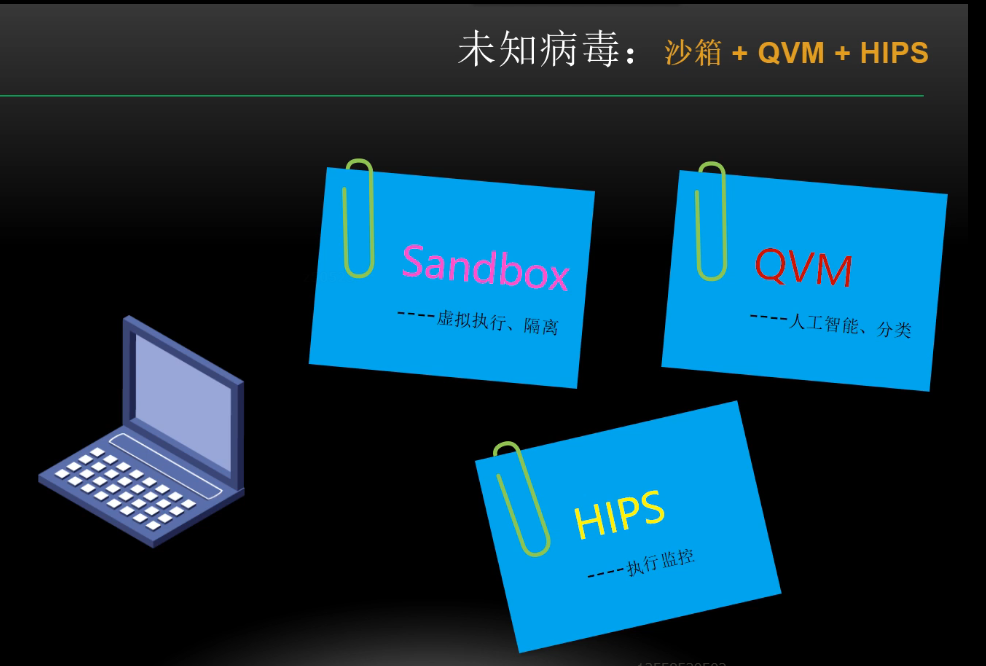 未知病毒：沙箱 + QVM + HIPS
Sandbox
----虚拟执行、隔离
QVM
----人工智能、分类
HIPS
----执行监控